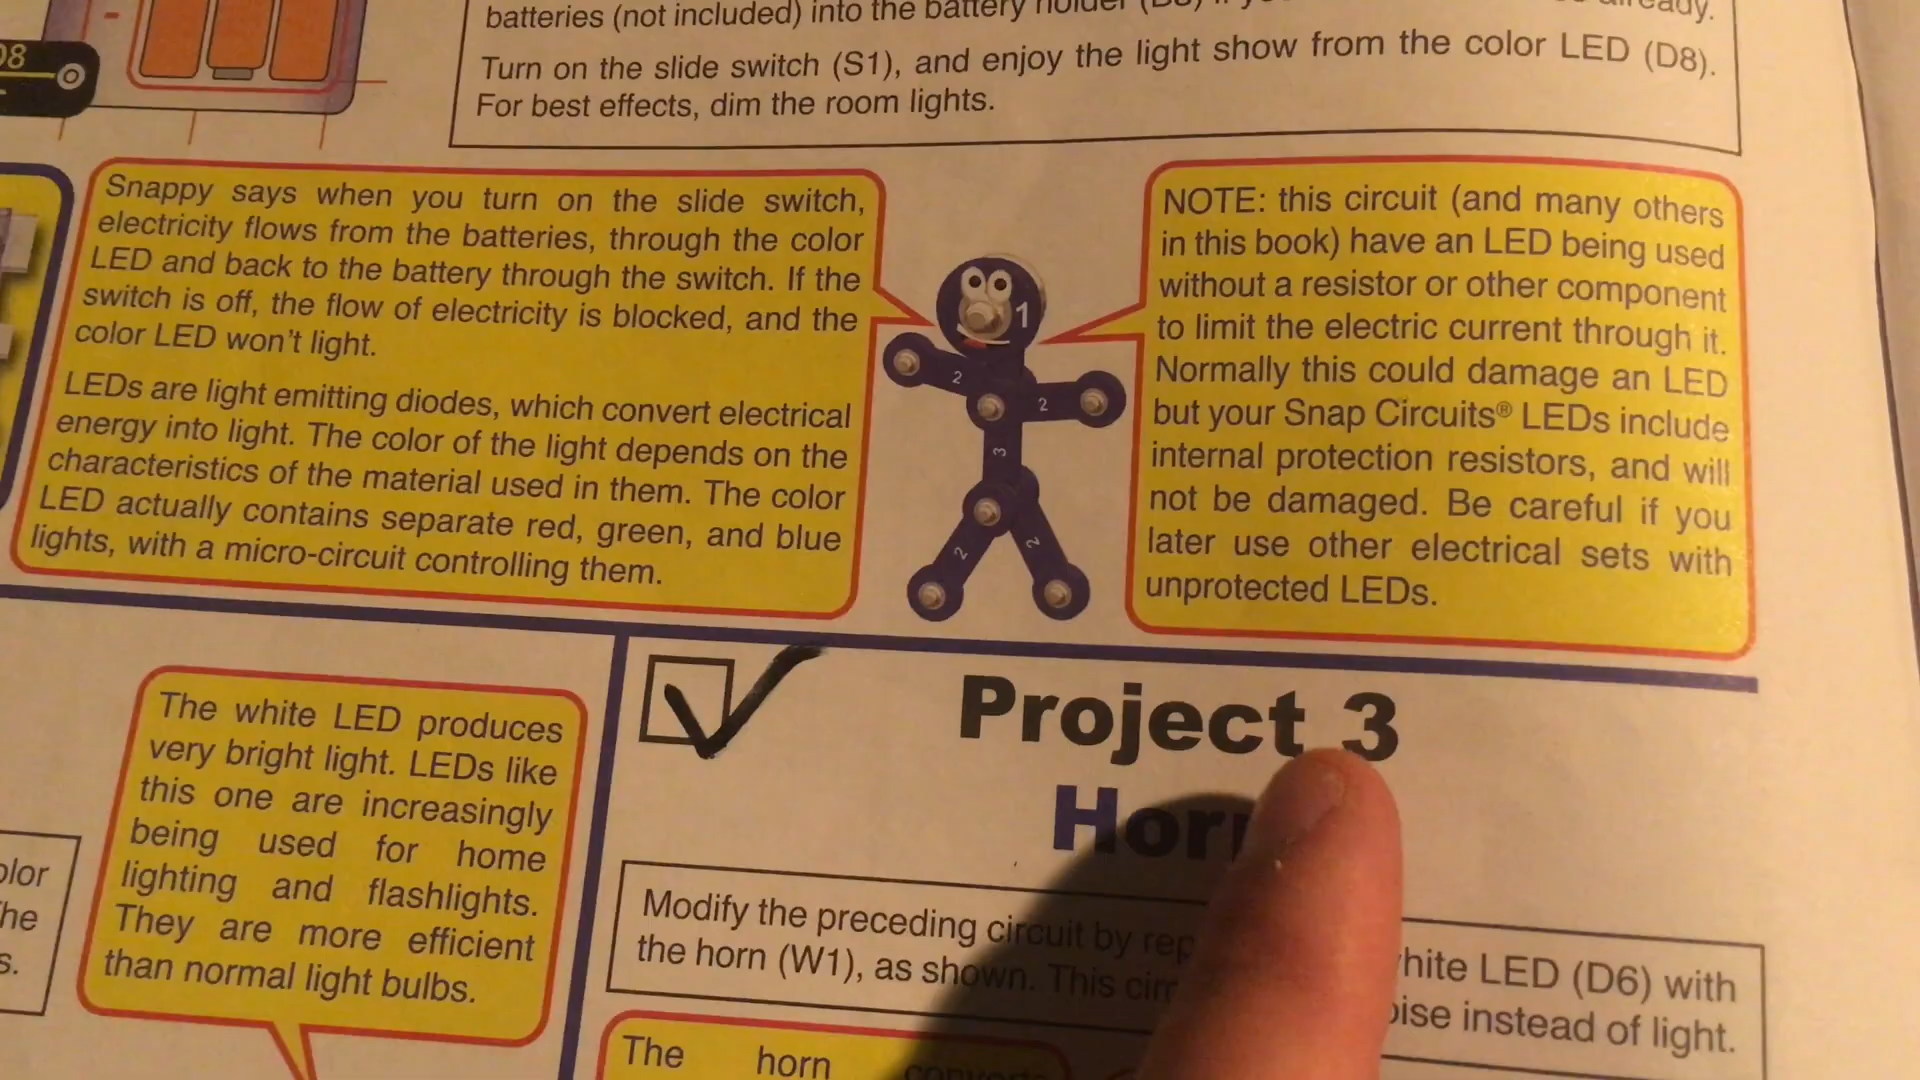 D8
batteries (not included) into the battery holder
already.
Turn on the slide switch (S1), and enjoy the light show from the color LED (D8).
For best effects, dim the room lights.
Snappy says when you turn on the slide switch,
electricity flows from the batteries, through the color
LED and back to the battery through the switch. If the
switch is off, the flow of electricity is blocked, and the
color LED won't light.
LEDs are light emitting diodes, which convert electrical
energy into light. The color of the light depends on the
characteristics of the material used in them. The color
LED actually contains separate red, green, and blue
lights, with a micro-circuit controlling them.
1
2
2
3
2
2
NOTE: this circuit (and many others
in this book) have an LED being used
without a resistor or other component
to limit the electric current through it.
Normally this could damage an LED
but your Snap Circuits® LEDs include
internal protection resistors, and will
not be damaged. Be careful if you
later use other electrical sets with
unprotected LEDs.
The white LED produces
very bright light. LEDs like
this one are increasingly
being used for home
lighting and flashlights.
They are more efficient
than normal light bulbs.
Project 3
Horn
Modify the preceding circuit by
white LED (D6) with
the horn (W1), as shown. This
noise instead of light.
The horn converts